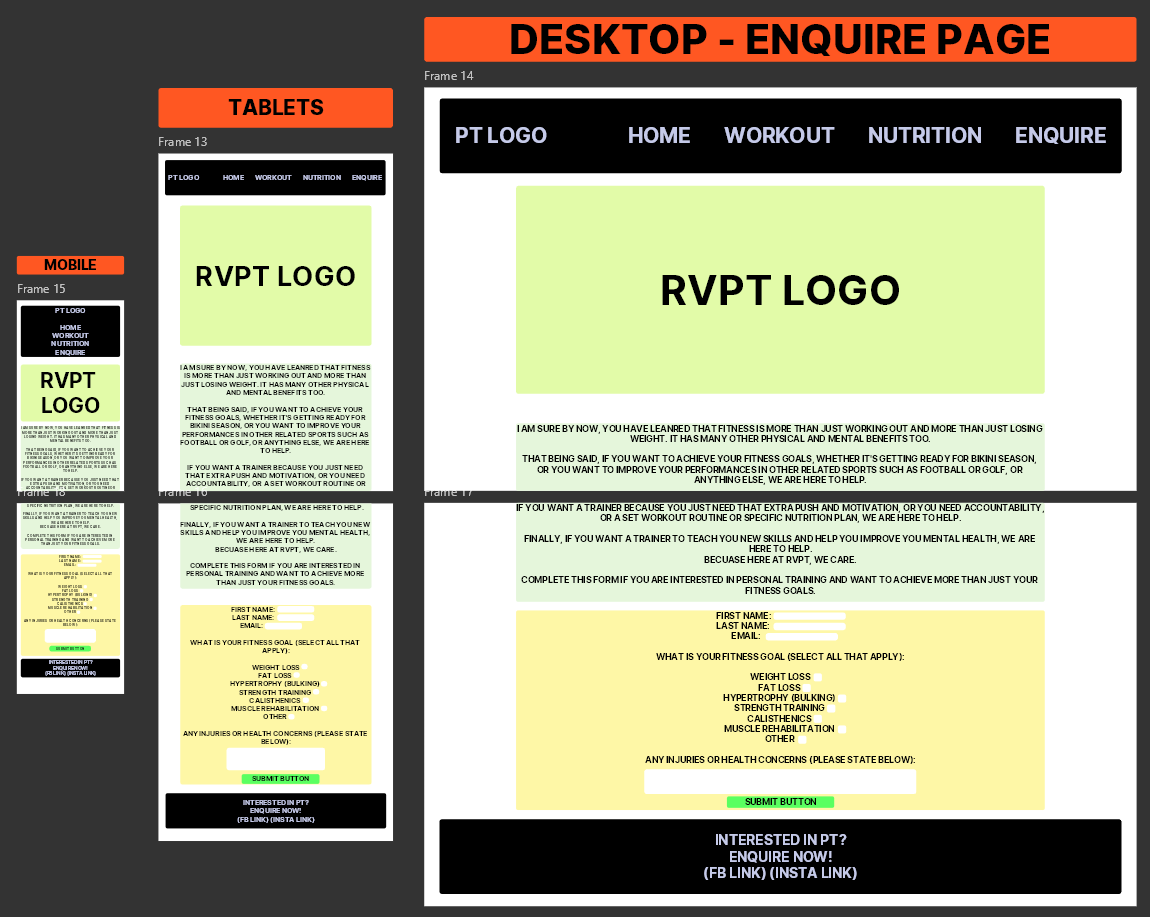 DESKTOP - ENQUIRE PAGE
Frame 14
PT LOGO HOME WORKOUT NUTRITION ENQUIRE
RVPT LOGO
I AM SURE BY NOW, YOU HAVE LEANRED THAT FITNESS IS MORE THAN JUST WORKING OUT AND MORE THAN JUST LOSING
WEIGHT. IT HAS MANY OTHER PHYSICAL AND MENTAL BENEFITS TOO.
THAT BEING SAID, IF YOU WANT TO ACHIEVE YOUR FITNESS GOALS, WHETHER IT'S GETTING READY FOR BIKINI SEASON,
OR YOU WANT TO IMPROVE YOUR PERFORMANCES IN OTHER RELATED SPORTS SUCH AS FOOTBALL OR GOLF, OR
ANYTHING ELSE, WE ARE HERE TO HELP.
Frame 17
IF YOU WANT A TRAINER BECAUSE YOU JUST NEED THAT EXTRA PUSH AND MOTIVATION, OR YOU NEED ACCOUNTABILITY,
OR A SET WORKOUT ROUTINE OR SPECIFIC NUTRITION PLAN, WE ARE HERE TO HELP.
FINALLY, IF YOU WANT A TRAINER TO TEACH YOU NEW SKILLS AND HELP YOU IMPROVE YOU MENTAL HEALTH, WE ARE
HERE TO HELP.
BECUASE HERE AT RVPT, WE CARE.
COMPLETE THIS FORM IF YOU ARE INTERESTED IN PERSONAL TRAINING AND WANT TO ACHIEVE MORE THAN JUST YOUR
FITNESS GOALS.
FIRST NAME:
LAST NAME:
EMAIL:
WHAT IS YOUR FITNESS GOAL (SELECT ALL THAT APPLY):
WEIGHT LOSS
FAT LOSS
HYPERTROPHY (BULKING)
STRENGTH TRAINING
CALISTHENICS
MUSCLE REHABILITATION
OTHER
ANY INJURIES OR HEALTH CONCERNS (PLEASE STATE BELOW):
SUBMIT BUTTON
INTERESTED IN PT?
ENQUIRE NOW!
(FB LINK) (INSTA LINK)
TABLETS
Frame 13
PT LOGO HOME WORKOUT NUTRITION ENQUIRE
RVPT LOGO
I AM SURE BY NOW, YOU HAVE LEANRED THAT FITNESS
IS MORE THAN JUST WORKING OUT AND MORE THAN
JUST LOSING WEIGHT. IT HAS MANY OTHER PHYSICAL
AND MENTAL BENEFITS TOO.
THAT BEING SAID, IF YOU WANT TO ACHIEVE YOUR
FITNESS GOALS, WHETHER IT'S GETTING READY FOR
BIKINI SEASON, OR YOU WANT TO IMPROVE YOUR
PERFORMANCES IN OTHER RELATED SPORTS SUCH AS
FOOTBALL OR GOLF, OR ANYTHING ELSE, WE ARE HERE
TO HELP.
IF YOU WANT A TRAINER BECAUSE YOU JUST NEED
THAT EXTRA PUSH AND MOTIVATION, OR YOU NEED
ACCOUNTABILITY, OR A SET WORKOUT ROUTINE OR
Frame 16
SPECIFIC NUTRITION PLAN, WE ARE HERE TO HELP.
FINALLY, IF YOU WANT A TRAINER TO TEACH YOU NEW
SKILLS AND HELP YOU IMPROVE YOU MENTAL HEALTH,
WE ARE HERE TO HELP.
BECUASE HERE AT RVPT, WE CARE.
COMPLETE THIS FORM IF YOU ARE INTERESTED IN
PERSONAL TRAINING AND WANT TO ACHIEVE MORE
THAN JUST YOUR FITNESS GOALS.
FIRST NAME:
LAST NAME:
EMAIL:
WHAT IS YOUR FITNESS GOAL (SELECT ALL THAT
APPLY):
WEIGHT LOSS
FAT LOSS
HYPERTROPHY (BULKING)
STRENGTH TRAINING
CALISTHENICS
MUSCLE REHABILITATION
OTHER
ANY INJURIES OR HEALTH CONCERNS (PLEASE STATE
BELOW):
SUBMIT BUTTON
INTERESTED IN PT?
ENQUIRE NOW!
(FB LINK) (INSTA LINK)
MOBILE
Frame 15
PT LOGO
HOME
WORKOUT
NUTRITION
ENQUIRE
RVPT
LOGO
Frame 18
FIRST NAME:
LAST NAME:
EMAIL:
WEIGHT LOSS
FAT LOSS
HYPERTROPHY (BULKING)
STRENGTH TRAINING
CALISTHENICS
MUSCLE REHABILITATION
OTHER
SUBMIT BUTTON
INTERESTED IN PT?
ENQUIRE NOW!
(FB LINK) (INSTA LINK)